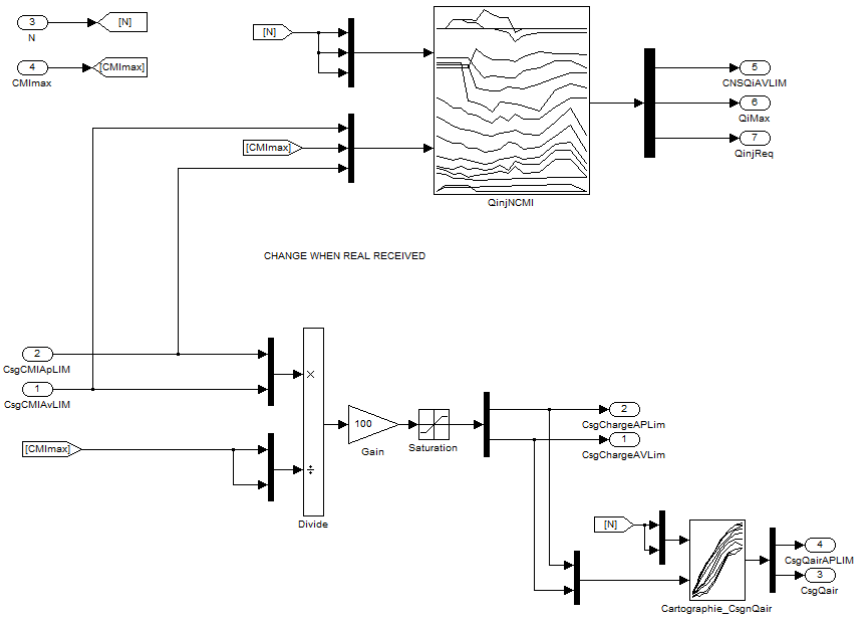 3
N
[N]
4
CMImax
[CMImax]
[N]
[CMImax]
QinjNCMI
5
CNSQiAVLIM
6
QiMax
7
QinjReq
CHANGE WHEN REAL RECEIVED
2
CsgCMIApLIM
1
CsgCMIAvLIM
[CMImax]
×
÷
Divide
100
Gain
Saturation
2
CsgChargeAPLim
1
CsgChargeAVLim
[N]
Cartographie_CsgnQair
4
CsgQairAPLIM
3
CsgQair